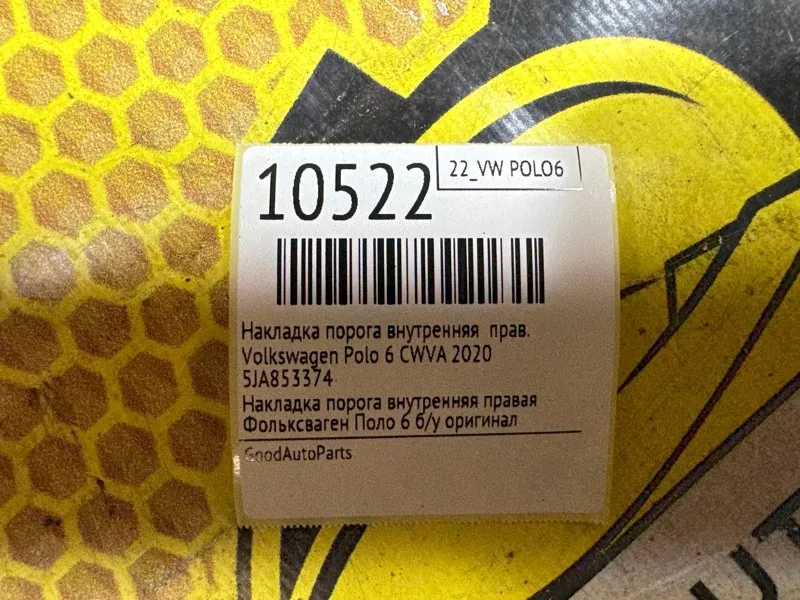 10522
22_VW POLO6
Накладка порога внутренняя прав.
Volkswagen Polo 6 CWVA 2020
5JA853374
Накладка порога внутренняя правая
Фольксваген Поло 6 б/у оригинал
GoodAutoParts